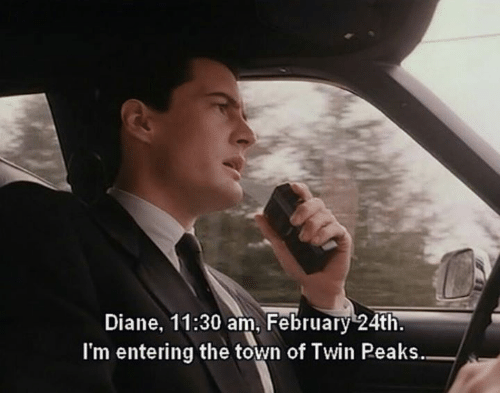 Diane, 11:30 am, February 24th.
I'm entering the town of Twin Peaks.